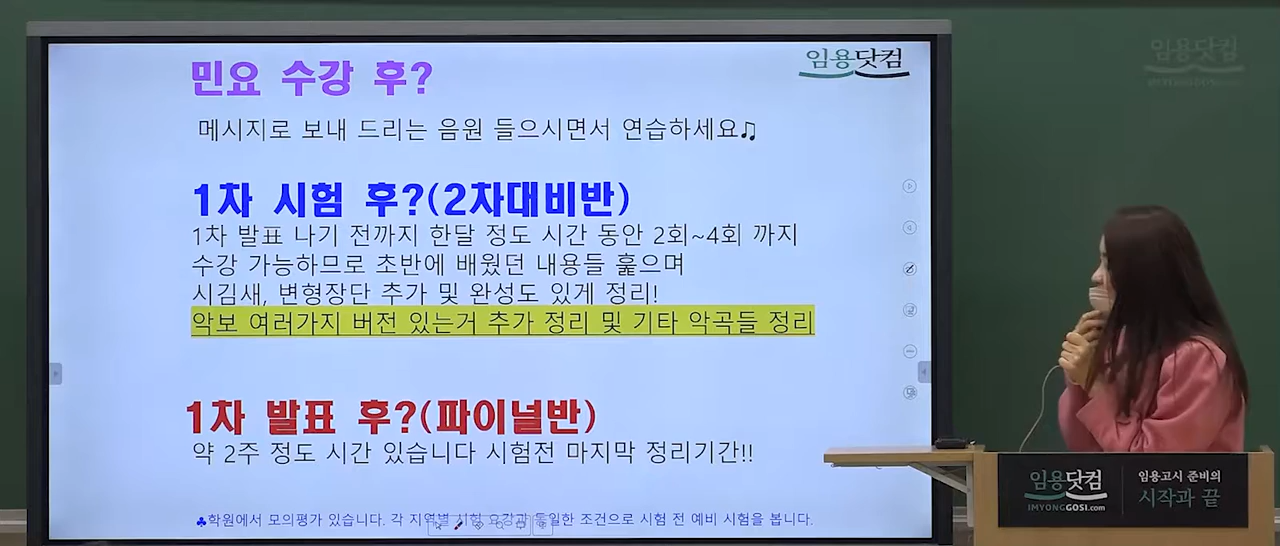 민요 수강 후?
임용닷컴
메시지로 보내 드리는 음원 들으시면서 연습하세요♫
1차 시험 후?(2차대비반)
1차 발표 나기 전까지 한달 정도 시간 동안 2회~4회 까지
수강 가능하므로 초반에 배웠던 내용들 훑으며
시김새, 변형장단 추가 및 완성도 있게 정리!
악보 여러가지 버전 있는거 추가 정리 및 기타 악곡들 정리
1차 발표 후?(파이널반)
약 2주 정도 시간 있습니다 시험전 마지막 정리기간!!
♣학원에서 모의평가 있습니다. 각 지역별 시험 요강과 동일한 조건으로 시험 전 예비 시험을 봅니다.
임용닷컴
IMYONGGOSI.com
임용닷컴
IMYONGGOSI.com
임용고시 준비의
시작과 끝